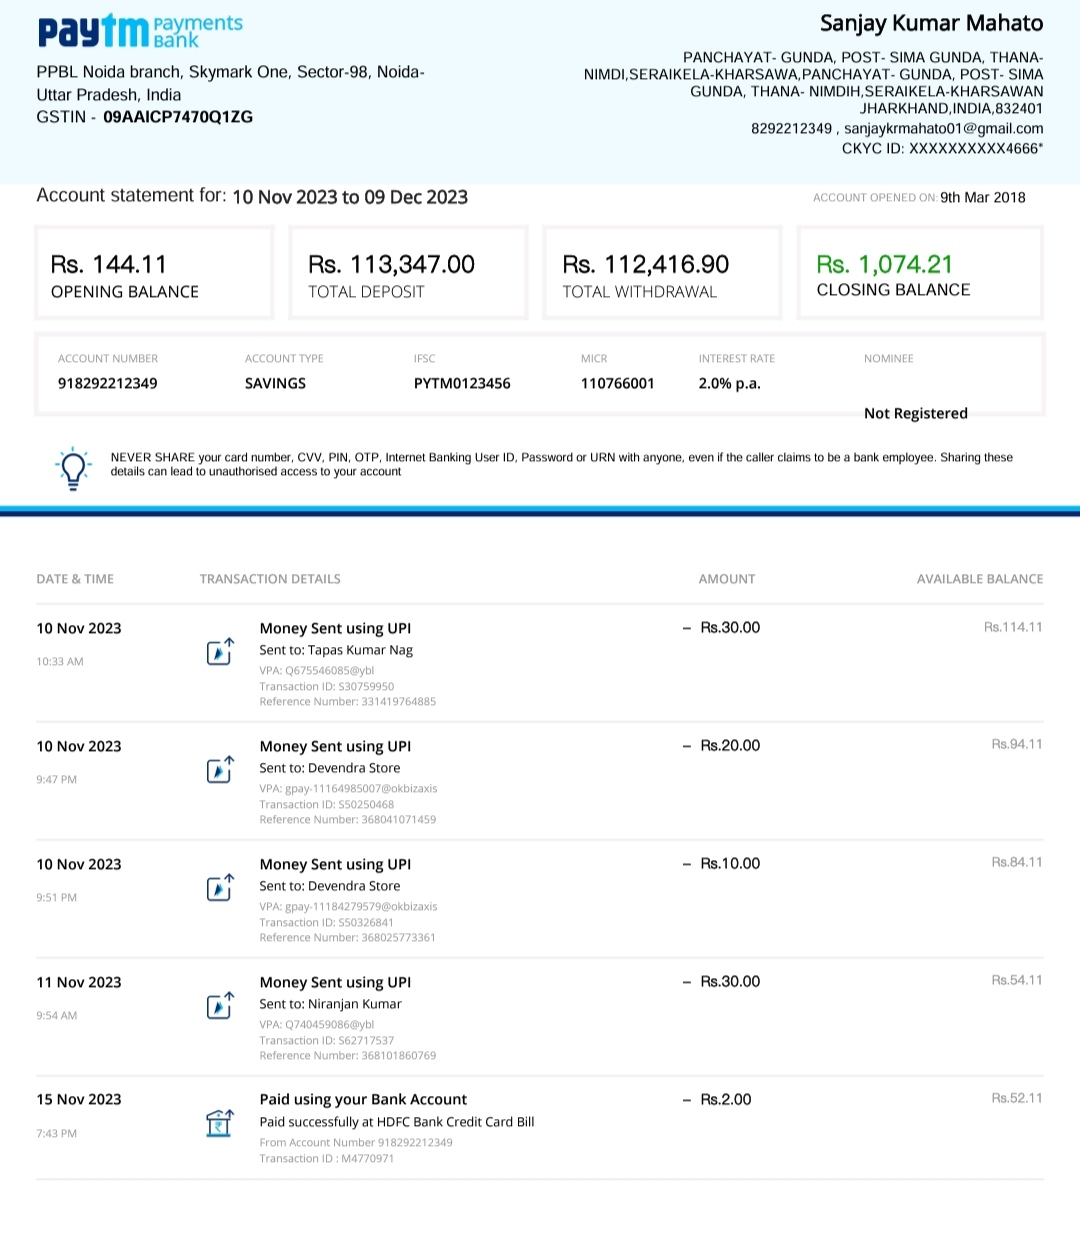 paytm Payments Bank
PPBL Noida branch, Skymark One, Sector-98, Noida-
Uttar Pradesh, India
GSTIN - 09AAICP7470Q1ZG
Sanjay Kumar Mahato
PANCHAYAT- GUNDA, POST- SIMA GUNDA, THANA-
NIMDI,SERAIKELA-KHARSAWA,PANCHAYAT- GUNDA, POST- SIMA
GUNDA, THANA- NIMDIH,SERAIKELA-KHARSAWAN
JHARKHAND,INDIA,832401
8292212349 , sanjaykrmahato01@gmail.com
CKYC ID: XXXXXXXXXX4666*
Account statement for: 10 Nov 2023 to 09 Dec 2023
ACCOUNT OPENED ON: 9th Mar 2018
Rs. 144.11
OPENING BALANCE
Rs. 113,347.00
TOTAL DEPOSIT
Rs. 112,416.90
TOTAL WITHDRAWAL
Rs. 1,074.21
CLOSING BALANCE
ACCOUNT NUMBER
918292212349
ACCOUNT TYPE
SAVINGS
IFSC
PYTM0123456
MICR
110766001
INTEREST RATE
2.0% p.a.
NOMINEE
Not Registered
NEVER SHARE your card number, CVV, PIN, OTP, Internet Banking User ID, Password or URN with anyone, even if the caller claims to be a bank employee. Sharing these
details can lead to unauthorised access to your account
DATE & TIME TRANSACTION DETAILS AMOUNT AVAILABLE BALANCE
10 Nov 2023 Money Sent using UPI – Rs.30.00 Rs.114.11
Sent to: Tapas Kumar Nag
10:33 AM
VPA: Q675546085@ybl
Transaction ID: S30759950
Reference Number: 331419764885
10 Nov 2023 Money Sent using UPI – Rs.20.00 Rs.94.11
Sent to: Devendra Store
9:47 PM
VPA: gpay-11164985007@okbizaxis
Transaction ID: S50250468
Reference Number: 368041071459
10 Nov 2023 Money Sent using UPI – Rs.10.00 Rs.84.11
Sent to: Devendra Store
9:51 PM
VPA: gpay-11184279579@okbizaxis
Transaction ID: S50326841
Reference Number: 368025773361
11 Nov 2023 Money Sent using UPI – Rs.30.00 Rs.54.11
Sent to: Niranjan Kumar
9:54 AM
VPA: Q740459086@ybl
Transaction ID: S62717537
Reference Number: 368101860769
15 Nov 2023 Paid using your Bank Account – Rs.2.00 Rs.52.11
Paid successfully at HDFC Bank Credit Card Bill
7:43 PM
From Account Number 918292212349
Transaction ID : M4770971